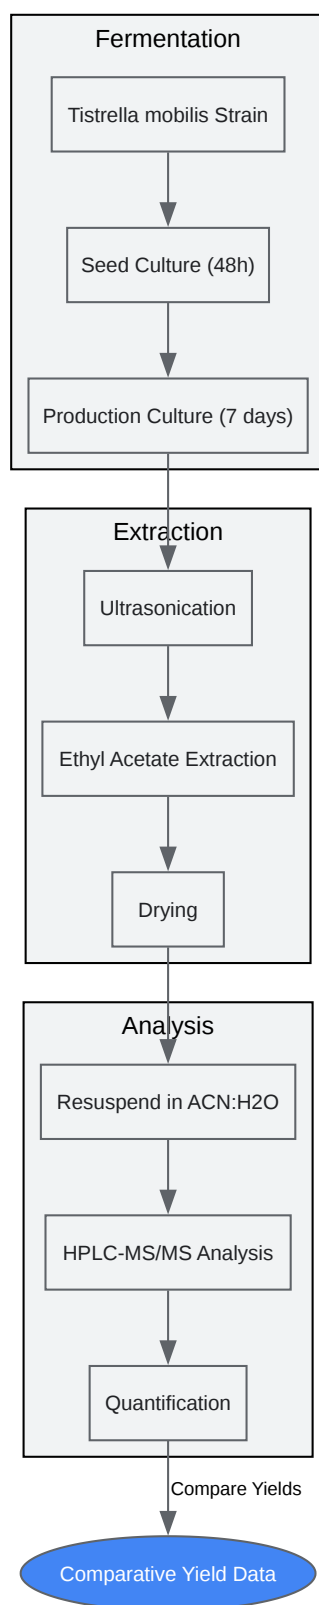 Fermentation
Tistrella mobilis Strain
Seed Culture (48h)
Production Culture (7 days)
Extraction
Ultrasonication
Ethyl Acetate Extraction
Drying
Analysis
Resuspend in ACN:H2O
HPLC-MS/MS Analysis
Quantification
Compare Yields
Comparative Yield Data